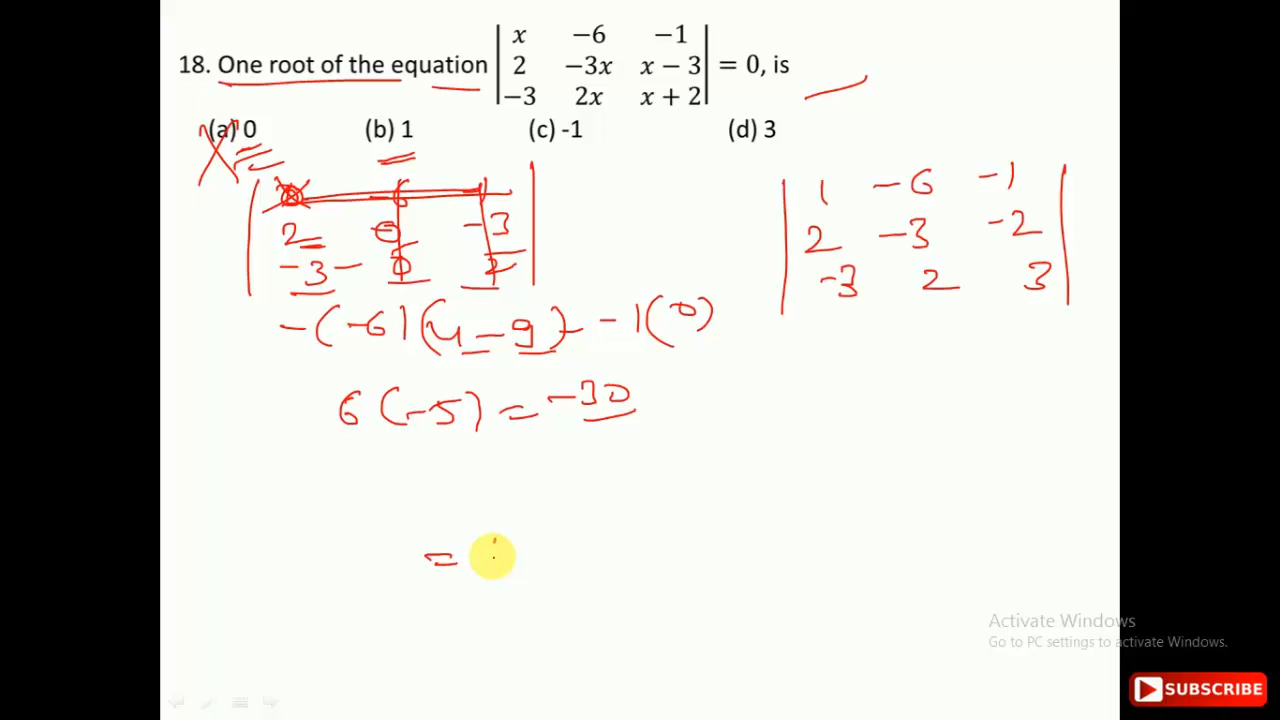 18. One root of the equation | x −6 −1 | = 0, is
| 2 −3x x − 3 |
| −3 2x x + 2 |
(a) 0 (b) 1 (c) -1 (d) 3
2 -0 -3
-3 - 0 2
1 -6 -1
2 -3 -2
-3 2 3
-(-6)(4-9) - 1(0)
6(-5) = -30
=
Activate Windows
Go to PC settings to activate Windows.
SUBSCRIBE